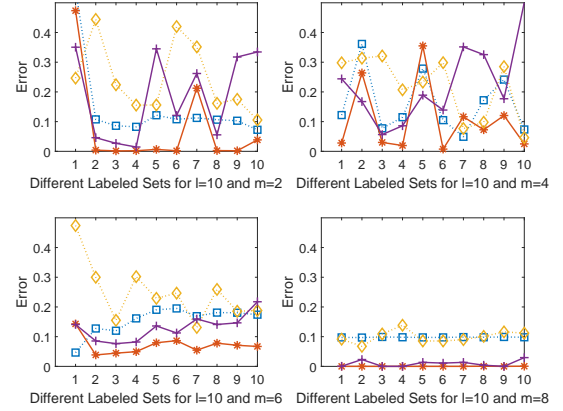 0.4
0.3
0.2
0.1
0
Error
1 2 3 4 5 6 7 8 9 10
Different Labeled Sets for l=10 and m=2
0.4
0.3
0.2
0.1
0
Error
1 2 3 4 5 6 7 8 9 10
Different Labeled Sets for l=10 and m=4
0.4
0.3
0.2
0.1
0
Error
1 2 3 4 5 6 7 8 9 10
Different Labeled Sets for l=10 and m=6
0.4
0.3
0.2
0.1
0
Error
1 2 3 4 5 6 7 8 9 10
Different Labeled Sets for l=10 and m=8